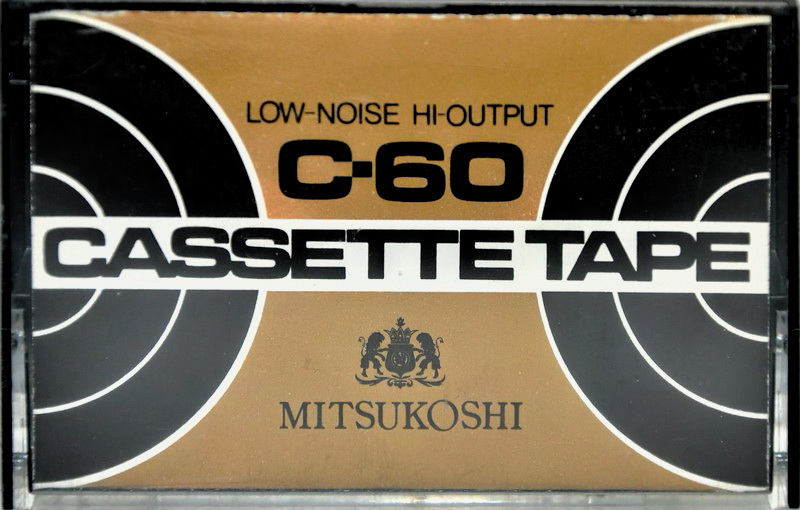 LOW-NOISE HI-OUTPUT
C-60
CASSETTE TAPE
MITSUKOSHI